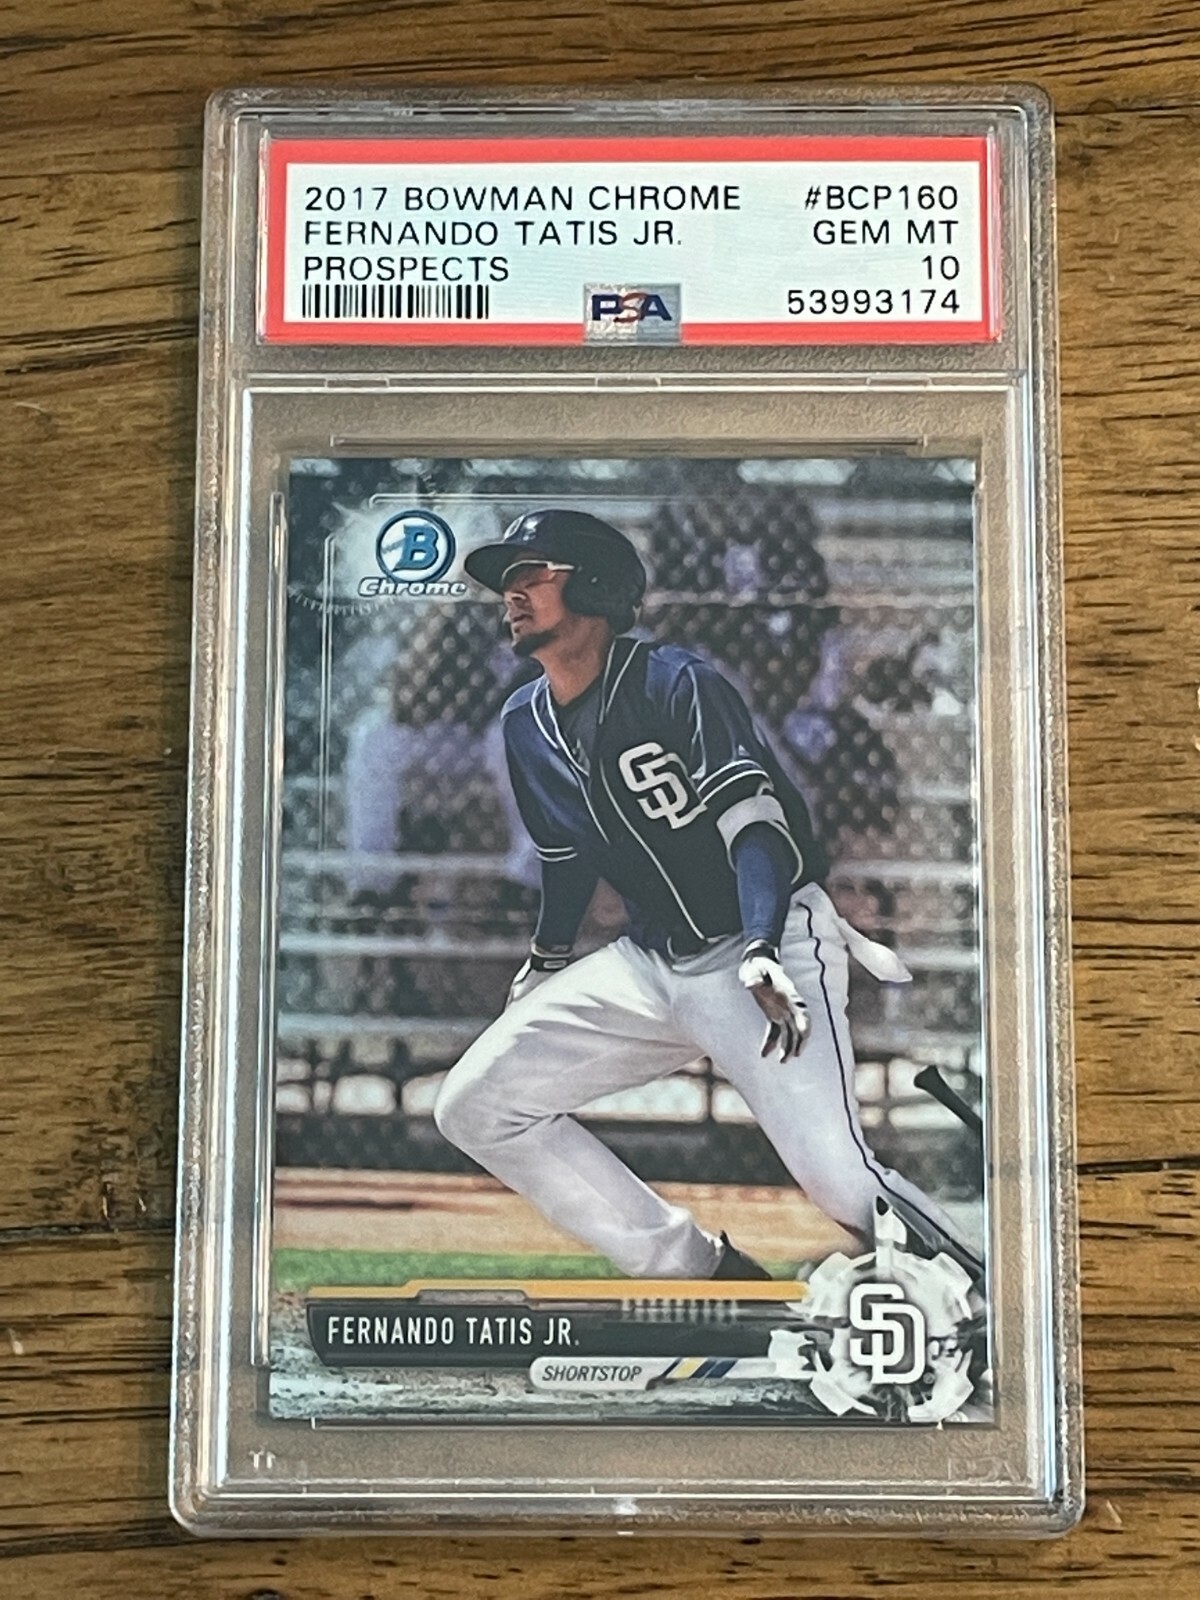 2017 BOWMAN CHROME #BCP160
FERNANDO TATIS JR. GEM MT
PROSPECTS 10
PSA 53993174
B
Chrome
SD
FERNANDO TATIS JR.
SHORTSTOP
SD